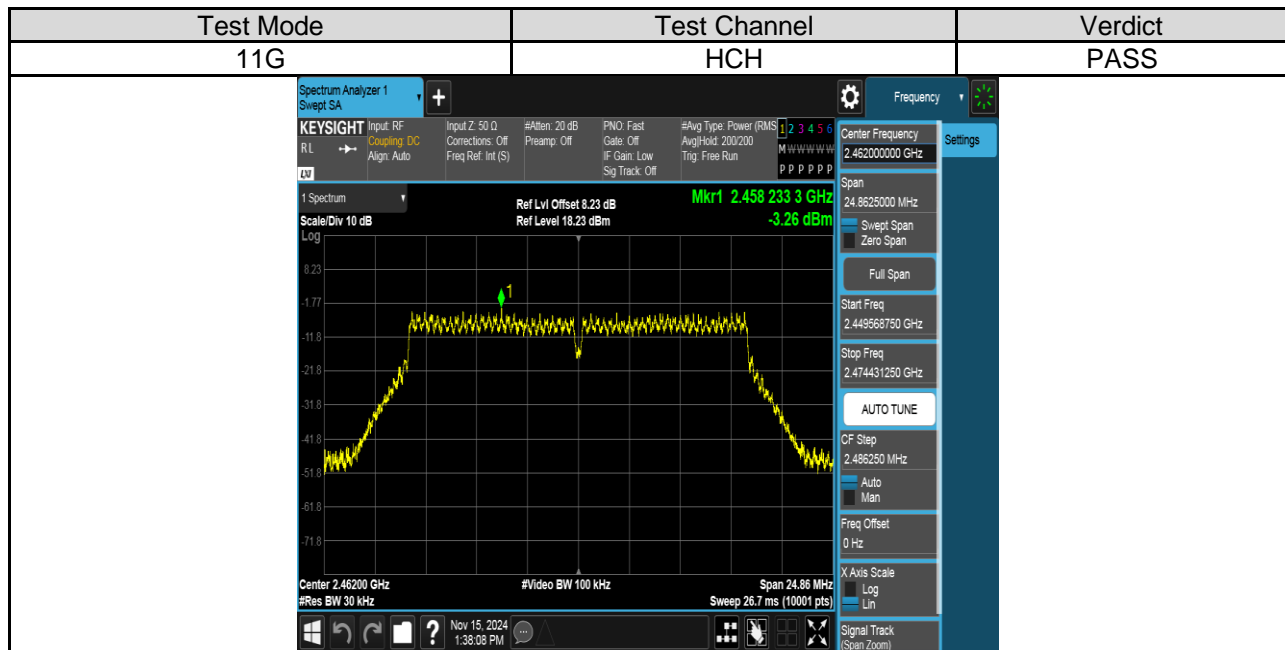 Test Mode Test Channel Verdict
11G HCH PASS
Spectrum Analyzer 1
Swept SA
+
Frequency
KEYSIGHT Input: RF Input Z: 50 Ω #Atten: 20 dB PNO: Fast #Avg Type: Power (RMS 1 2 3 4 5 6
RL Coupling: DC Corrections: Off Preamp: Off Gate: Off Avg|Hold: 200/200 M W W W W W
Align: Auto Freq Ref: Int (S) IF Gain: Low Trig: Free Run
LXI Sig Track: Off P P P P P P
Settings
1 Spectrum
Scale/Div 10 dB
Ref Lvl Offset 8.23 dB
Ref Level 18.23 dBm
Mkr1 2.458 233 3 GHz
-3.26 dBm
Log
8.23
-1.77
-11.8
-21.8
-31.8
-41.8
-51.8
-61.8
-71.8
1
Center 2.46200 GHz #Video BW 100 kHz Span 24.86 MHz
#Res BW 30 kHz Sweep 26.7 ms (10001 pts)
Center Frequency
2.462000000 GHz
Span
24.8625000 MHz
Swept Span
Zero Span
Full Span
Start Freq
2.449568750 GHz
Stop Freq
2.474431250 GHz
AUTO TUNE
CF Step
2.486250 MHz
Auto
Man
Freq Offset
0 Hz
X Axis Scale
Log
Lin
Signal Track
(Span Zoom)
?
Nov 15, 2024
1:38:08 PM